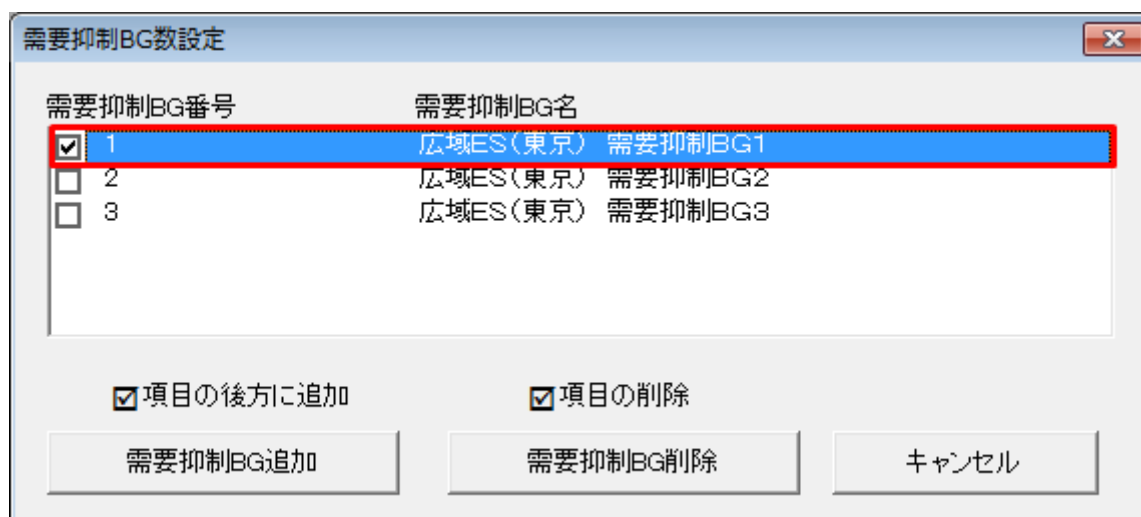 需要抑制BG数設定
需要抑制BG番号 需要抑制BG名
1 広域ES(東京) 需要抑制BG1
2 広域ES(東京) 需要抑制BG2
3 広域ES(東京) 需要抑制BG3
項目の後方に追加 項目の削除
需要抑制BG追加 需要抑制BG削除 キャンセル